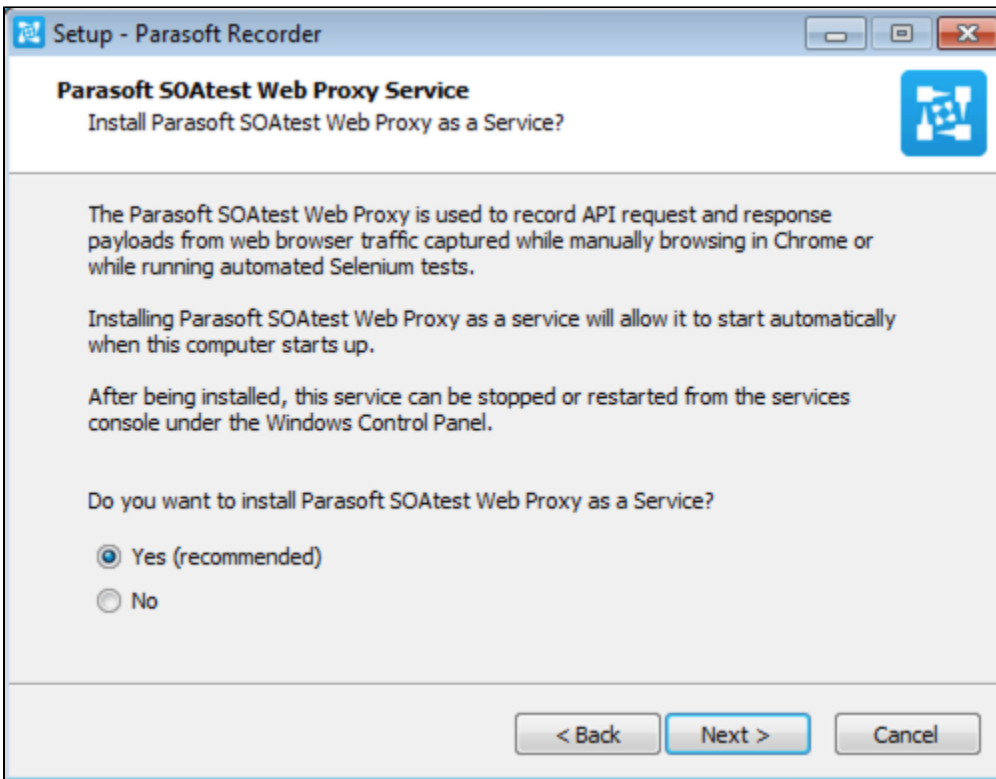 Setup - Parasoft Recorder
Parasoft SOAtest Web Proxy Service
Install Parasoft SOAtest Web Proxy as a Service?
The Parasoft SOAtest Web Proxy is used to record API request and response
payloads from web browser traffic captured while manually browsing in Chrome or
while running automated Selenium tests.
Installing Parasoft SOAtest Web Proxy as a service will allow it to start automatically
when this computer starts up.
After being installed, this service can be stopped or restarted from the services
console under the Windows Control Panel.
Do you want to install Parasoft SOAtest Web Proxy as a Service?
Yes (recommended)
No
< Back Next > Cancel